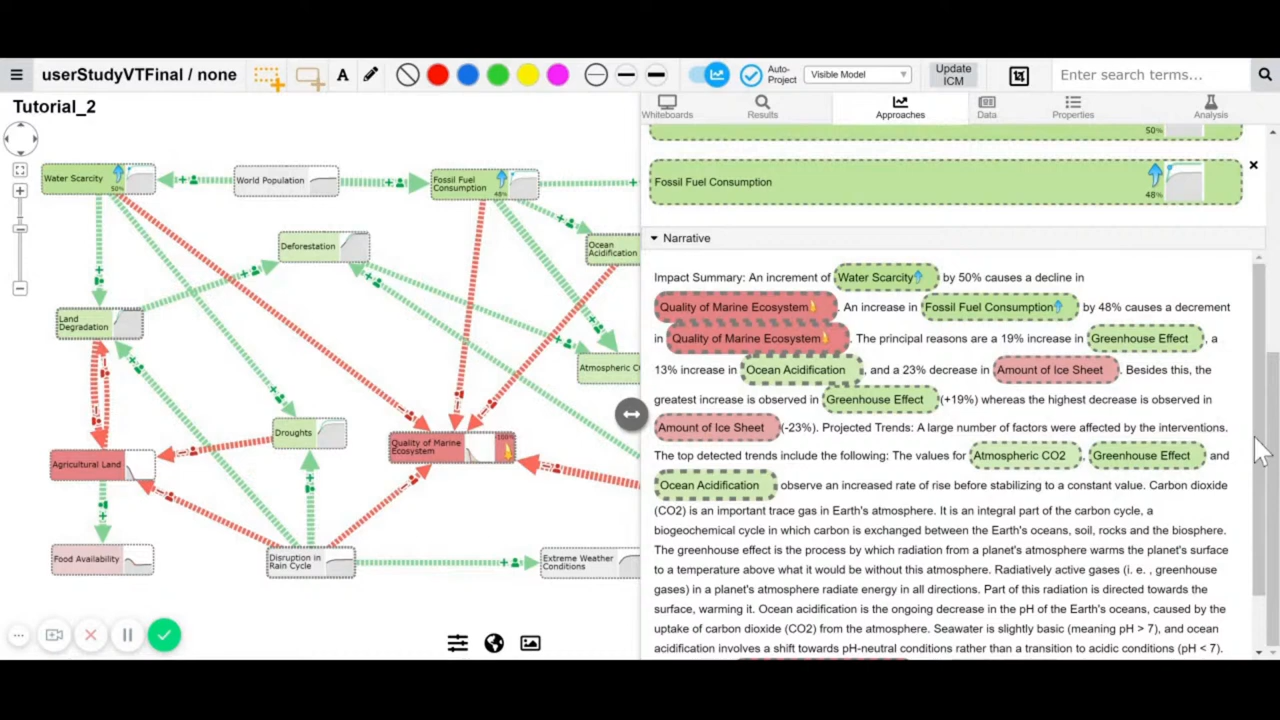 userStudyVTFinal / none
A
Auto-
Project
Visible Model
Update
ICM
Enter search terms...
Tutorial_2
Whiteboards
Results
Approaches
Data
Properties
Analysis
50%
Fossil Fuel Consumption
48%
Water Scarcity
50%
World Population
Fossil Fuel
Consumption
48%
Deforestation
Ocean
Acidification
Land
Degradation
Atmospheric C
Droughts
Quality of Marine
Ecosystem
-100%
Agricultural Land
Food Availability
Disruption in
Rain Cycle
Extreme Weather
Conditions
Narrative
Impact Summary: An increment of Water Scarcity by 50% causes a decline in
Quality of Marine Ecosystem . An increase in Fossil Fuel Consumption by 48% causes a decrement
in Quality of Marine Ecosystem . The principal reasons are a 19% increase in Greenhouse Effect , a
13% increase in Ocean Acidification , and a 23% decrease in Amount of Ice Sheet . Besides this, the
greatest increase is observed in Greenhouse Effect (+19%) whereas the highest decrease is observed in
Amount of Ice Sheet (-23%). Projected Trends: A large number of factors were affected by the interventions.
The top detected trends include the following: The values for Atmospheric CO2 , Greenhouse Effect and
Ocean Acidification observe an increased rate of rise before stabilizing to a constant value. Carbon dioxide
(CO2) is an important trace gas in Earth's atmosphere. It is an integral part of the carbon cycle, a
biogeochemical cycle in which carbon is exchanged between the Earth's oceans, soil, rocks and the biosphere.
The greenhouse effect is the process by which radiation from a planet's atmosphere warms the planet's surface
to a temperature above what it would be without this atmosphere. Radiatively active gases (i. e. , greenhouse
gases) in a planet's atmosphere radiate energy in all directions. Part of this radiation is directed towards the
surface, warming it. Ocean acidification is the ongoing decrease in the pH of the Earth's oceans, caused by the
uptake of carbon dioxide (CO2) from the atmosphere. Seawater is slightly basic (meaning pH > 7), and ocean
acidification involves a shift towards pH-neutral conditions rather than a transition to acidic conditions (pH < 7).